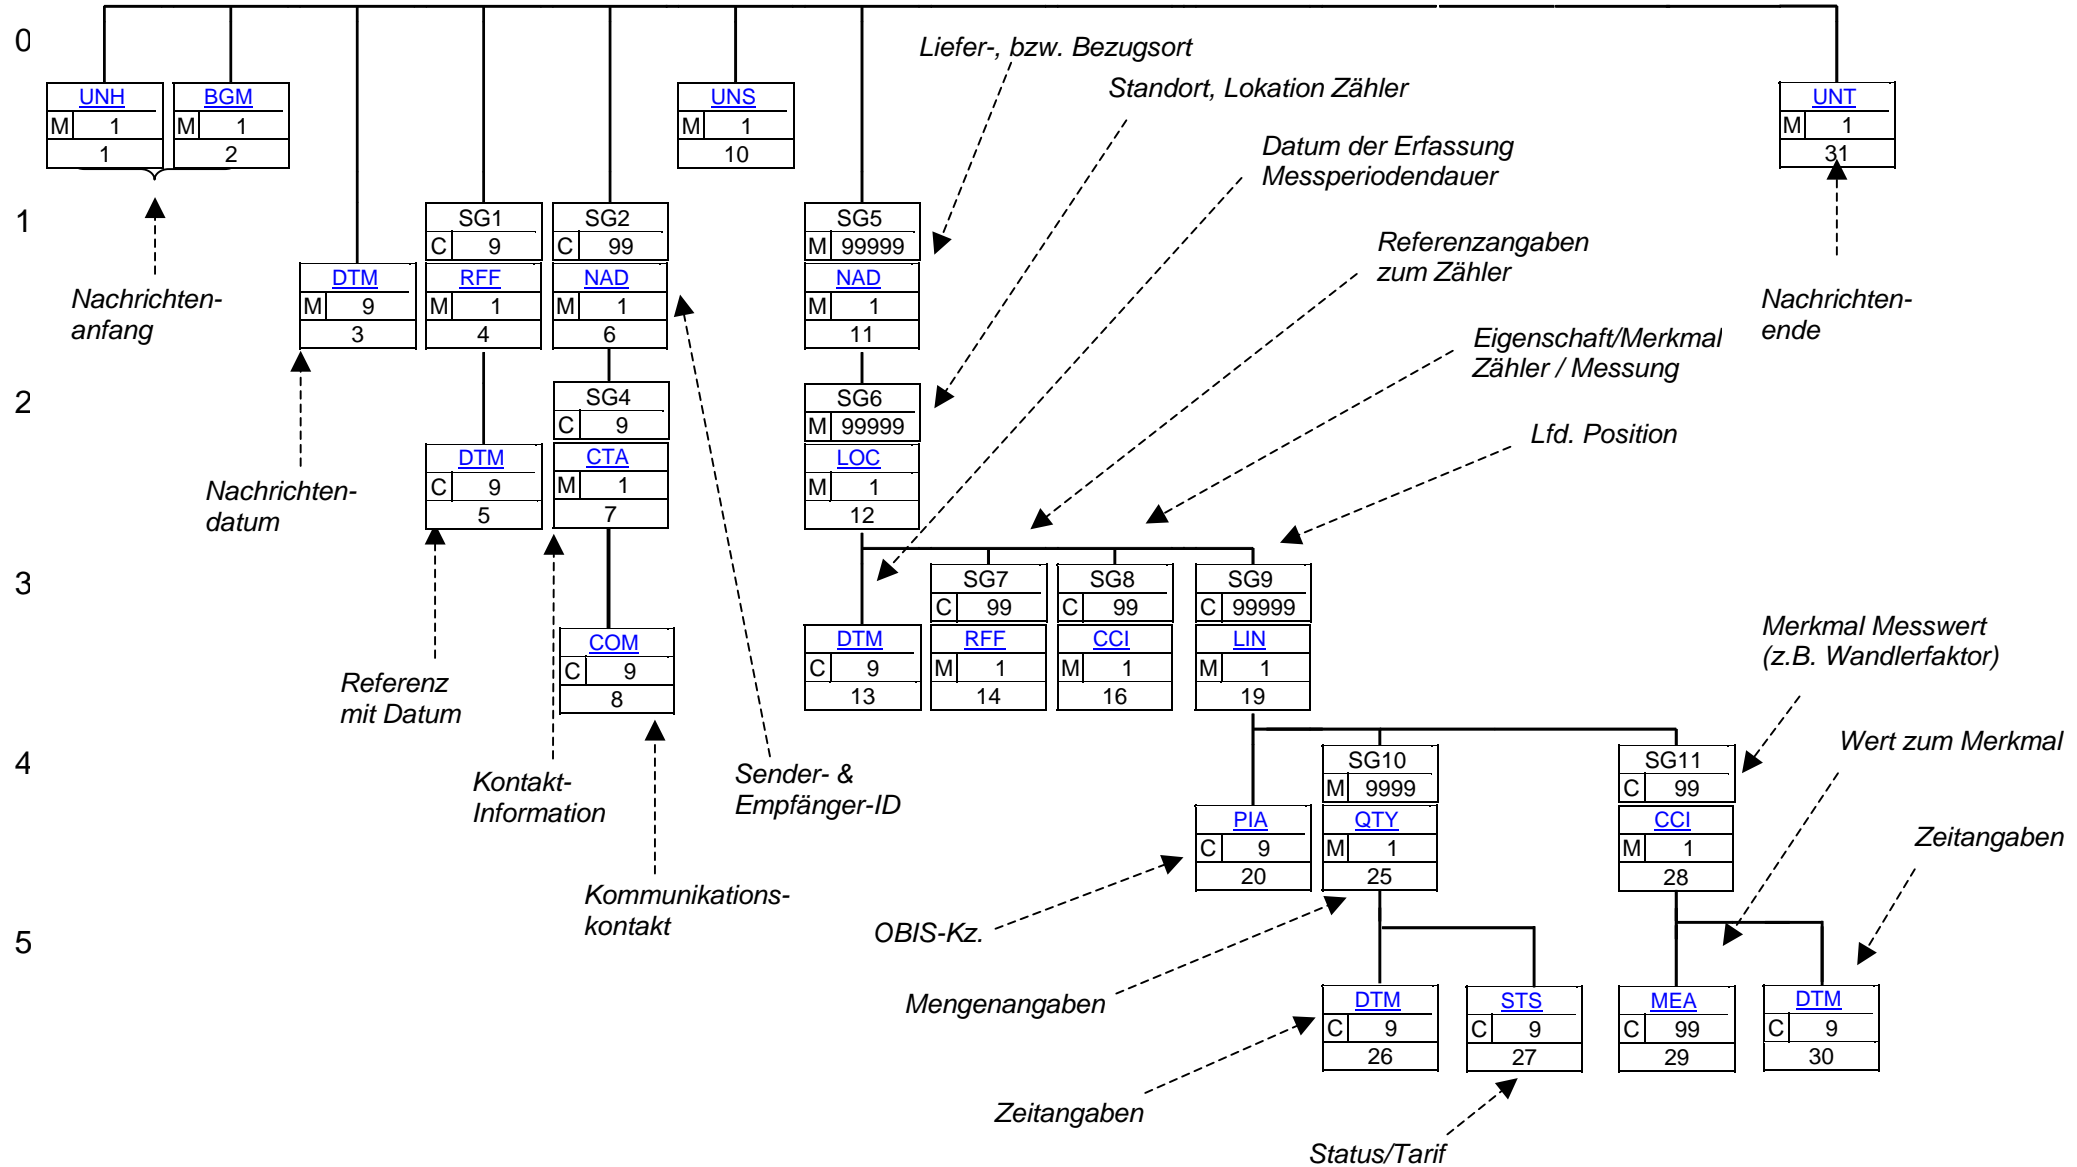 0
Liefer-, bzw. Bezugsort
Standort, Lokation Zähler
UNH
M 1
1
BGM
M 1
2
UNS
M 1
10
UNT
M 1
31
Datum der Erfassung
Messperiodendauer
1
SG1
C 9
SG2
C 99
SG5
M 99999
Referenzangaben
zum Zähler
DTM
M 9
3
RFF
M 1
4
NAD
M 1
6
NAD
M 1
11
Nachrichten-
anfang
Nachrichten-
ende
Eigenschaft/Merkmal
Zähler / Messung
2
SG4
C 9
SG6
M 99999
Lfd. Position
DTM
C 9
5
CTA
M 1
7
LOC
M 1
12
Nachrichten-
datum
3
SG7
C 99
SG8
C 99
SG9
C 99999
COM
C 9
8
DTM
C 9
13
RFF
M 1
14
CCI
M 1
16
LIN
M 1
19
Merkmal Messwert
(z.B. Wandlerfaktor)
Referenz
mit Datum
Wert zum Merkmal
4
Kontakt-
Information
Sender- &
Empfänger-ID
SG10
M 9999
SG11
C 99
PIA
C 9
20
QTY
M 1
25
CCI
M 1
28
Zeitangaben
Kommunikations-
kontakt
5
OBIS-Kz.
Mengenangaben
DTM
C 9
26
STS
C 9
27
MEA
C 99
29
DTM
C 9
30
Zeitangaben
Status/Tarif